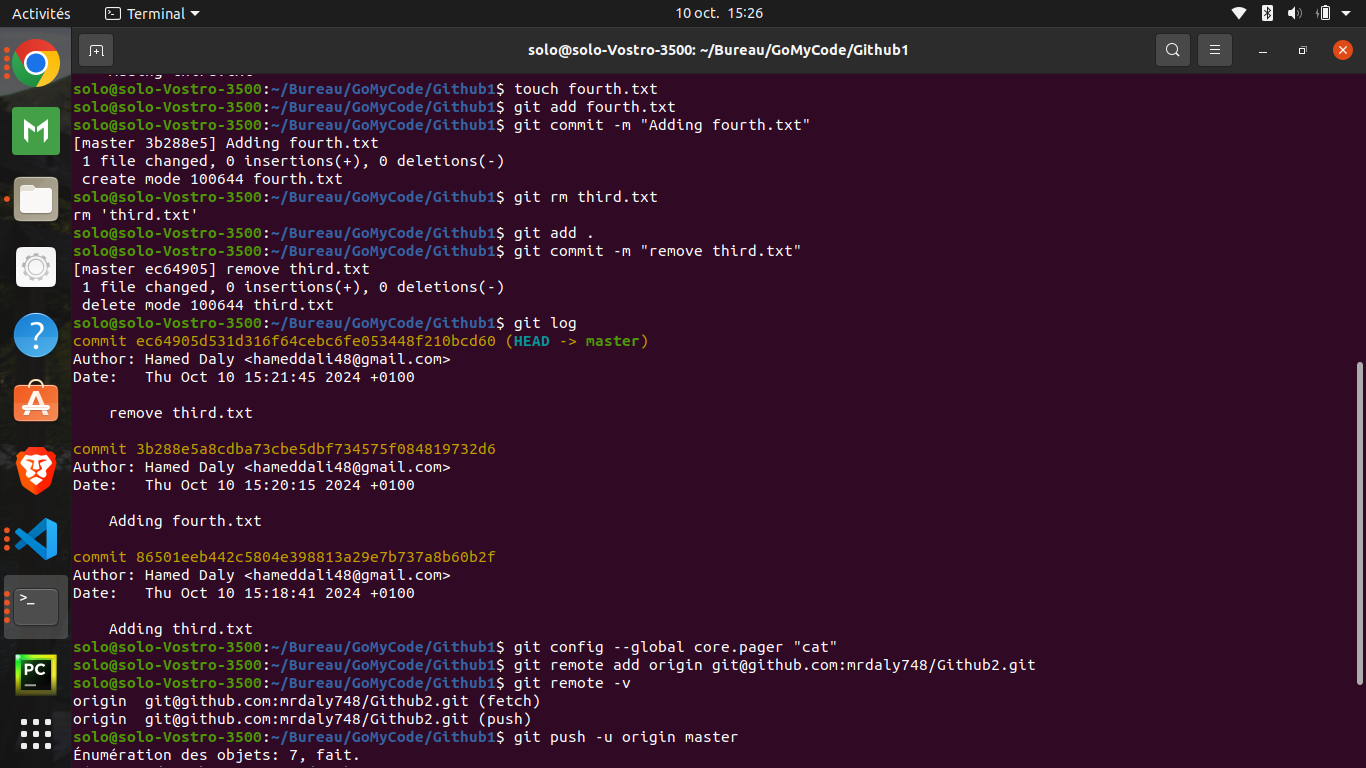 Activités
Terminal
10 oct. 15:26
solo@solo-Vostro-3500: ~/Bureau/GoMyCode/Github1
solo@solo-Vostro-3500:~/Bureau/GoMyCode/Github1$ touch fourth.txt
solo@solo-Vostro-3500:~/Bureau/GoMyCode/Github1$ git add fourth.txt
solo@solo-Vostro-3500:~/Bureau/GoMyCode/Github1$ git commit -m "Adding fourth.txt"
[master 3b288e5] Adding fourth.txt
 1 file changed, 0 insertions(+), 0 deletions(-)
 create mode 100644 fourth.txt
solo@solo-Vostro-3500:~/Bureau/GoMyCode/Github1$ git rm third.txt
rm 'third.txt'
solo@solo-Vostro-3500:~/Bureau/GoMyCode/Github1$ git add .
solo@solo-Vostro-3500:~/Bureau/GoMyCode/Github1$ git commit -m "remove third.txt"
[master ec64905] remove third.txt
 1 file changed, 0 insertions(+), 0 deletions(-)
 delete mode 100644 third.txt
solo@solo-Vostro-3500:~/Bureau/GoMyCode/Github1$ git log
commit ec64905d531d316f64cebc6fe053448f210bcd60 (HEAD -> master)
Author: Hamed Daly <hameddali48@gmail.com>
Date:   Thu Oct 10 15:21:45 2024 +0100
    remove third.txt
commit 3b288e5a8cdba73cbe5dbf734575f084819732d6
Author: Hamed Daly <hameddali48@gmail.com>
Date:   Thu Oct 10 15:20:15 2024 +0100
    Adding fourth.txt
commit 86501eeb442c5804e398813a29e7b737a8b60b2f
Author: Hamed Daly <hameddali48@gmail.com>
Date:   Thu Oct 10 15:18:41 2024 +0100
    Adding third.txt
solo@solo-Vostro-3500:~/Bureau/GoMyCode/Github1$ git config --global core.pager "cat"
solo@solo-Vostro-3500:~/Bureau/GoMyCode/Github1$ git remote add origin git@github.com:mrdaly748/Github2.git
solo@solo-Vostro-3500:~/Bureau/GoMyCode/Github1$ git remote -v
origin  git@github.com:mrdaly748/Github2.git (fetch)
origin  git@github.com:mrdaly748/Github2.git (push)
solo@solo-Vostro-3500:~/Bureau/GoMyCode/Github1$ git push -u origin master
Énumération des objets: 7, fait.
PC